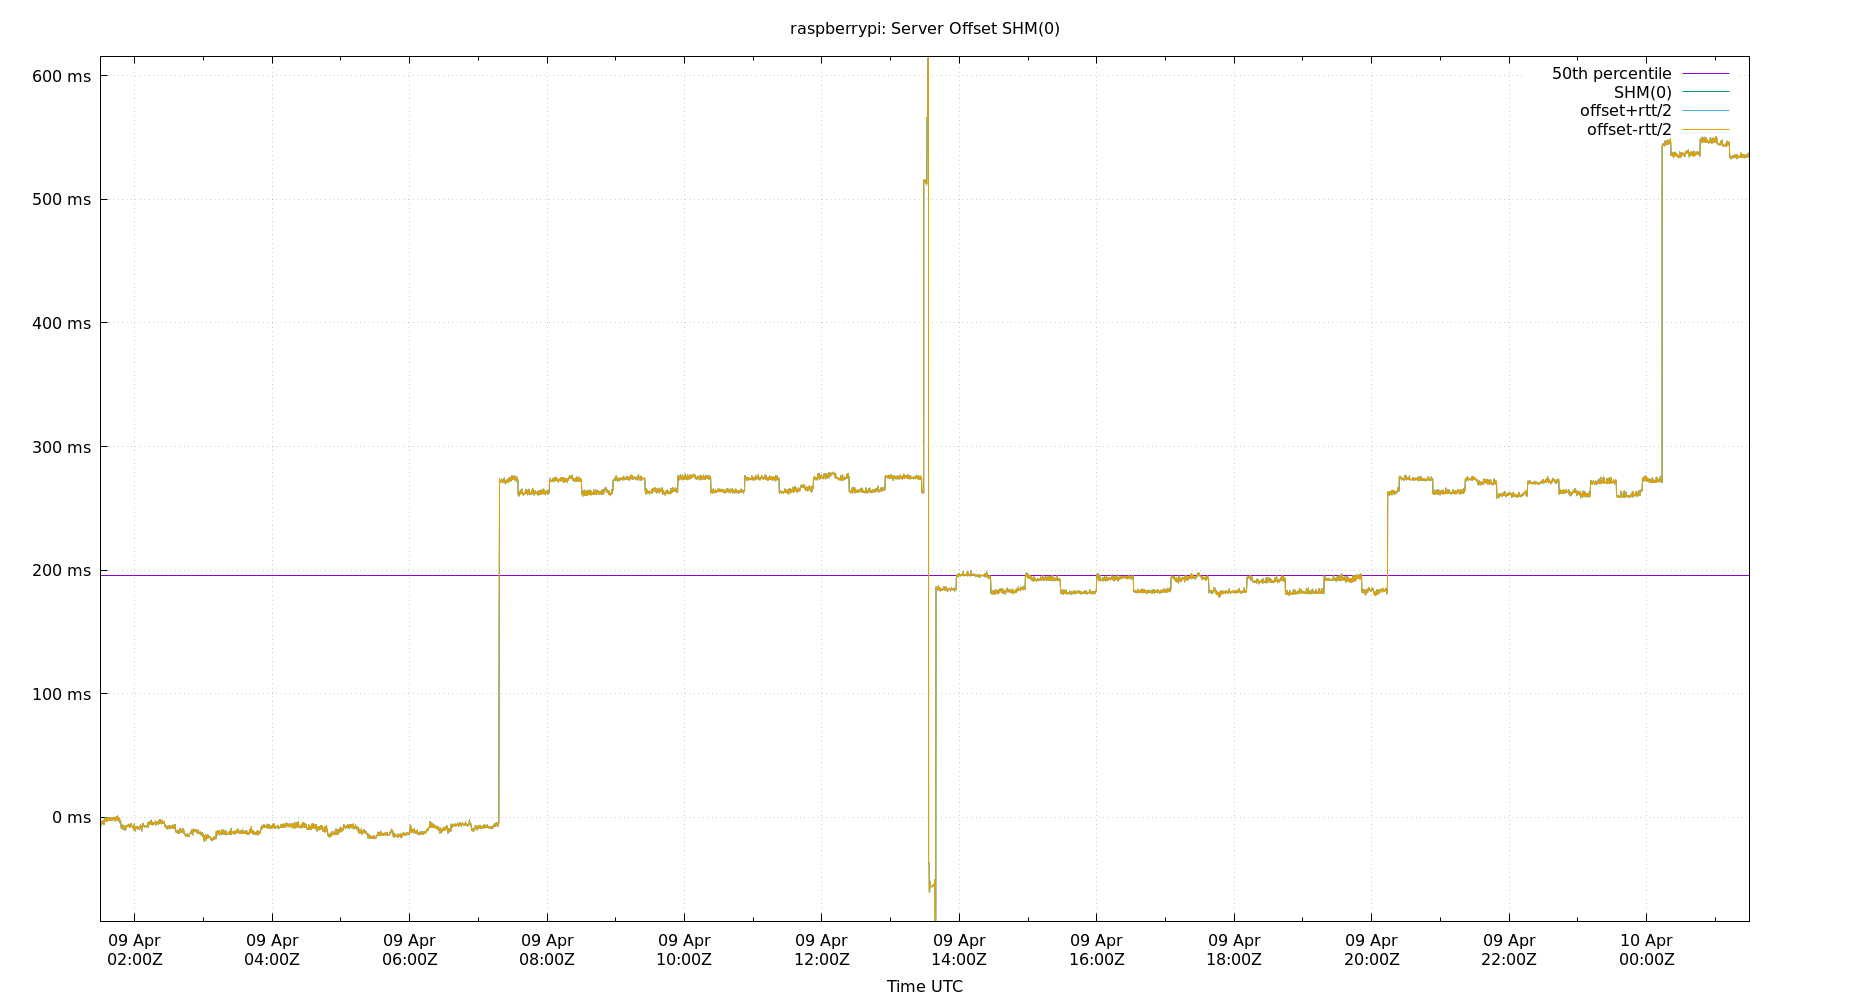 raspberrypi: Server Offset SHM(0)
600 ms
500 ms
400 ms
300 ms
200 ms
100 ms
0 ms
50th percentile
SHM(0)
offset+rtt/2
offset-rtt/2
09 Apr 09 Apr 09 Apr 09 Apr 09 Apr 09 Apr 09 Apr 09 Apr 09 Apr 09 Apr 09 Apr 10 Apr
02:00Z 04:00Z 06:00Z 08:00Z 10:00Z 12:00Z 14:00Z 16:00Z 18:00Z 20:00Z 22:00Z 00:00Z
Time UTC